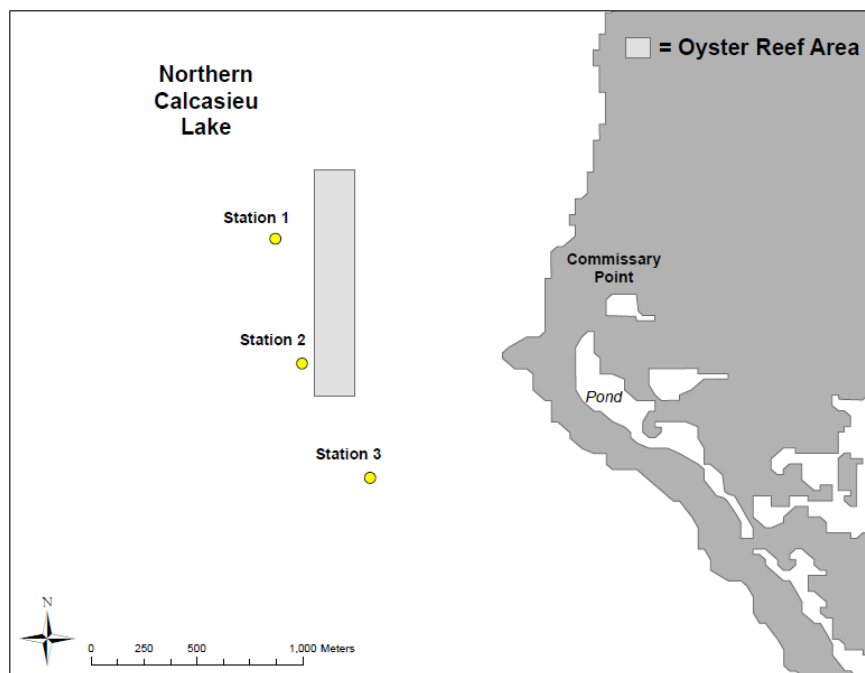 = Oyster Reef Area
Northern
Calcasieu
Lake
Station 1
Commissary
Point
Station 2
Pond
Station 3
N
0 250 500 1,000 Meters